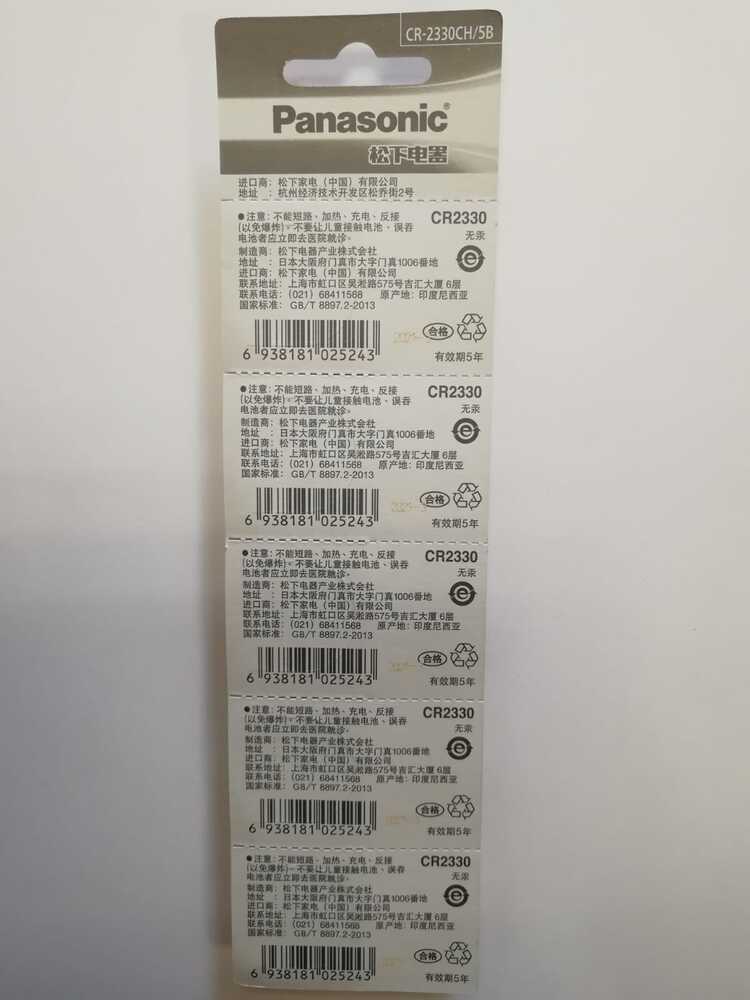 CR-2330CH/5B
Panasonic®
松下电器
进口商：松下家电（中国）有限公司
地址 ：杭州经济技术开发区松乔街2号
●注意：不能短路、加热、充电、反接 CR2330
(以免爆炸)。不要让儿童接触电池、误吞 无汞
电池者应立即去医院就诊。
制造商：松下电器产业株式会社
地址 ：日本大阪府门真市大字门真1006番地
进口商：松下家电（中国）有限公司
联系地址：上海市虹口区吴淞路575号吉汇大厦 6层
联系电话：(021) 68411568 原产地：印度尼西亚
国家标准：GB/T 8897.2-2013
合格
6 938181 025243 有效期5年
●注意：不能短路、加热、充电、反接 CR2330
(以免爆炸)。不要让儿童接触电池、误吞 无汞
电池者应立即去医院就诊。
制造商：松下电器产业株式会社
地址 ：日本大阪府门真市大字门真1006番地
进口商：松下家电（中国）有限公司
联系地址：上海市虹口区吴淞路575号吉汇大厦 6层
联系电话：(021) 68411568 原产地：印度尼西亚
国家标准：GB/T 8897.2-2013
合格
6 938181 025243 有效期5年
●注意：不能短路、加热、充电、反接 CR2330
(以免爆炸)。不要让儿童接触电池、误吞 无汞
电池者应立即去医院就诊。
制造商：松下电器产业株式会社
地址 ：日本大阪府门真市大字门真1006番地
进口商：松下家电（中国）有限公司
联系地址：上海市虹口区吴淞路575号吉汇大厦 6层
联系电话：(021) 68411568 原产地：印度尼西亚
国家标准：GB/T 8897.2-2013
合格
6 938181 025243 有效期5年
●注意：不能短路、加热、充电、反接 CR2330
(以免爆炸)。不要让儿童接触电池、误吞 无汞
电池者应立即去医院就诊。
制造商：松下电器产业株式会社
地址 ：日本大阪府门真市大字门真1006番地
进口商：松下家电（中国）有限公司
联系地址：上海市虹口区吴淞路575号吉汇大厦 6层
联系电话：(021) 68411568 原产地：印度尼西亚
国家标准：GB/T 8897.2-2013
合格
6 938181 025243 有效期5年
●注意：不能短路、加热、充电、反接 CR2330
(以免爆炸)。不要让儿童接触电池、误吞 无汞
电池者应立即去医院就诊。
制造商：松下电器产业株式会社
地址 ：日本大阪府门真市大字门真1006番地
进口商：松下家电（中国）有限公司
联系地址：上海市虹口区吴淞路575号吉汇大厦 6层
联系电话：(021) 68411568 原产地：印度尼西亚
国家标准：GB/T 8897.2-2013
合格
6 938181 025243 有效期5年